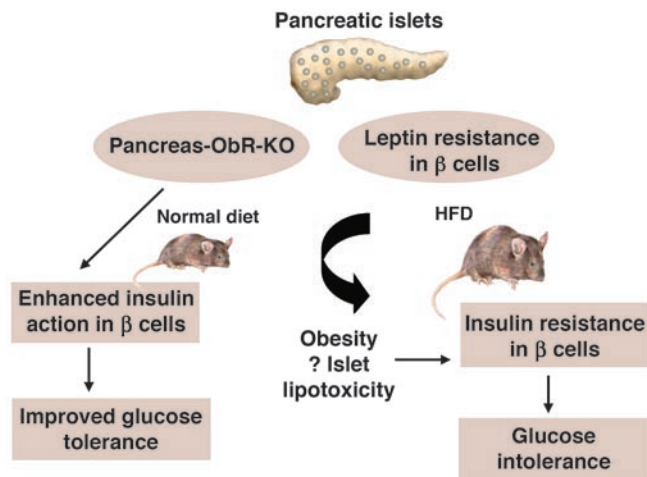 Pancreatic islets
Pancreas-ObR-KO
Leptin resistance
in β cells
Normal diet
HFD
Enhanced insulin
action in β cells
Obesity
? Islet
lipotoxicity
Insulin resistance
in β cells
Improved glucose
tolerance
Glucose
intolerance